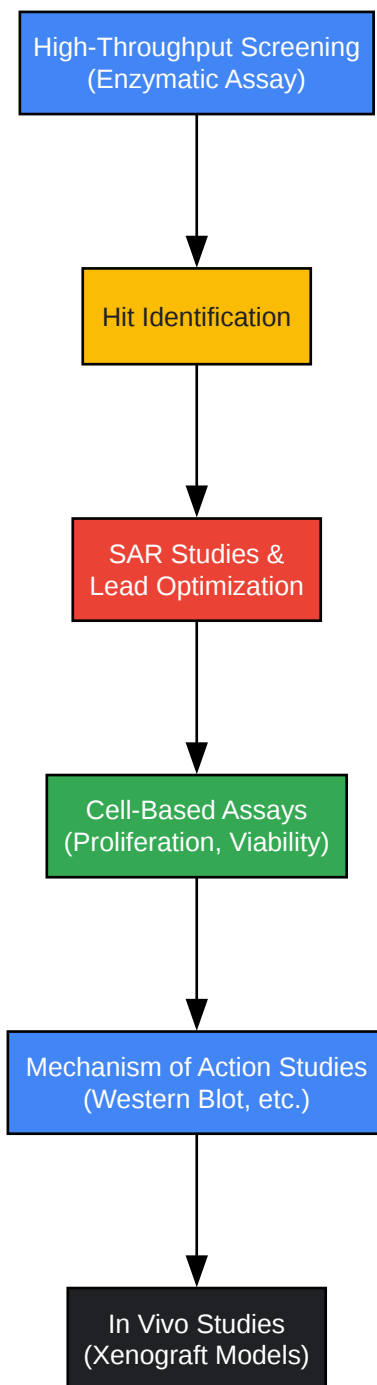 High-Throughput Screening
(Enzymatic Assay)
Hit Identification
SAR Studies &
Lead Optimization
Cell-Based Assays
(Proliferation, Viability)
Mechanism of Action Studies
(Western Blot, etc.)
In Vivo Studies
(Xenograft Models)